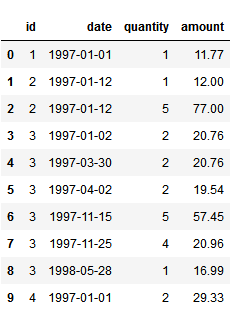 id date quantity amount
0 1 1997-01-01 1 11.77
1 2 1997-01-12 1 12.00
2 2 1997-01-12 5 77.00
3 3 1997-01-02 2 20.76
4 3 1997-03-30 2 20.76
5 3 1997-04-02 2 19.54
6 3 1997-11-15 5 57.45
7 3 1997-11-25 4 20.96
8 3 1998-05-28 1 16.99
9 4 1997-01-01 2 29.33